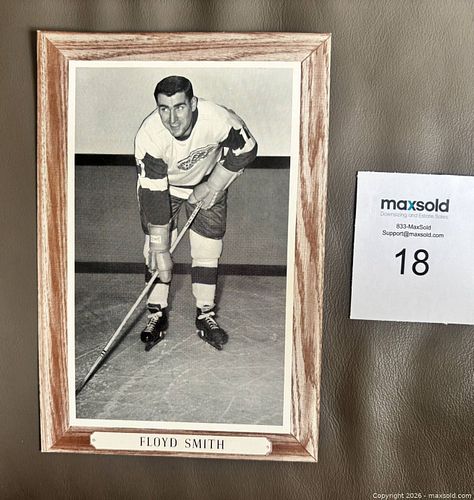 FLOYD SMITH
maxsold
Downsizing and Estate Sales
833-MaxSold
Support@maxsold.com
18
Copyright 2026 - maxsold.com